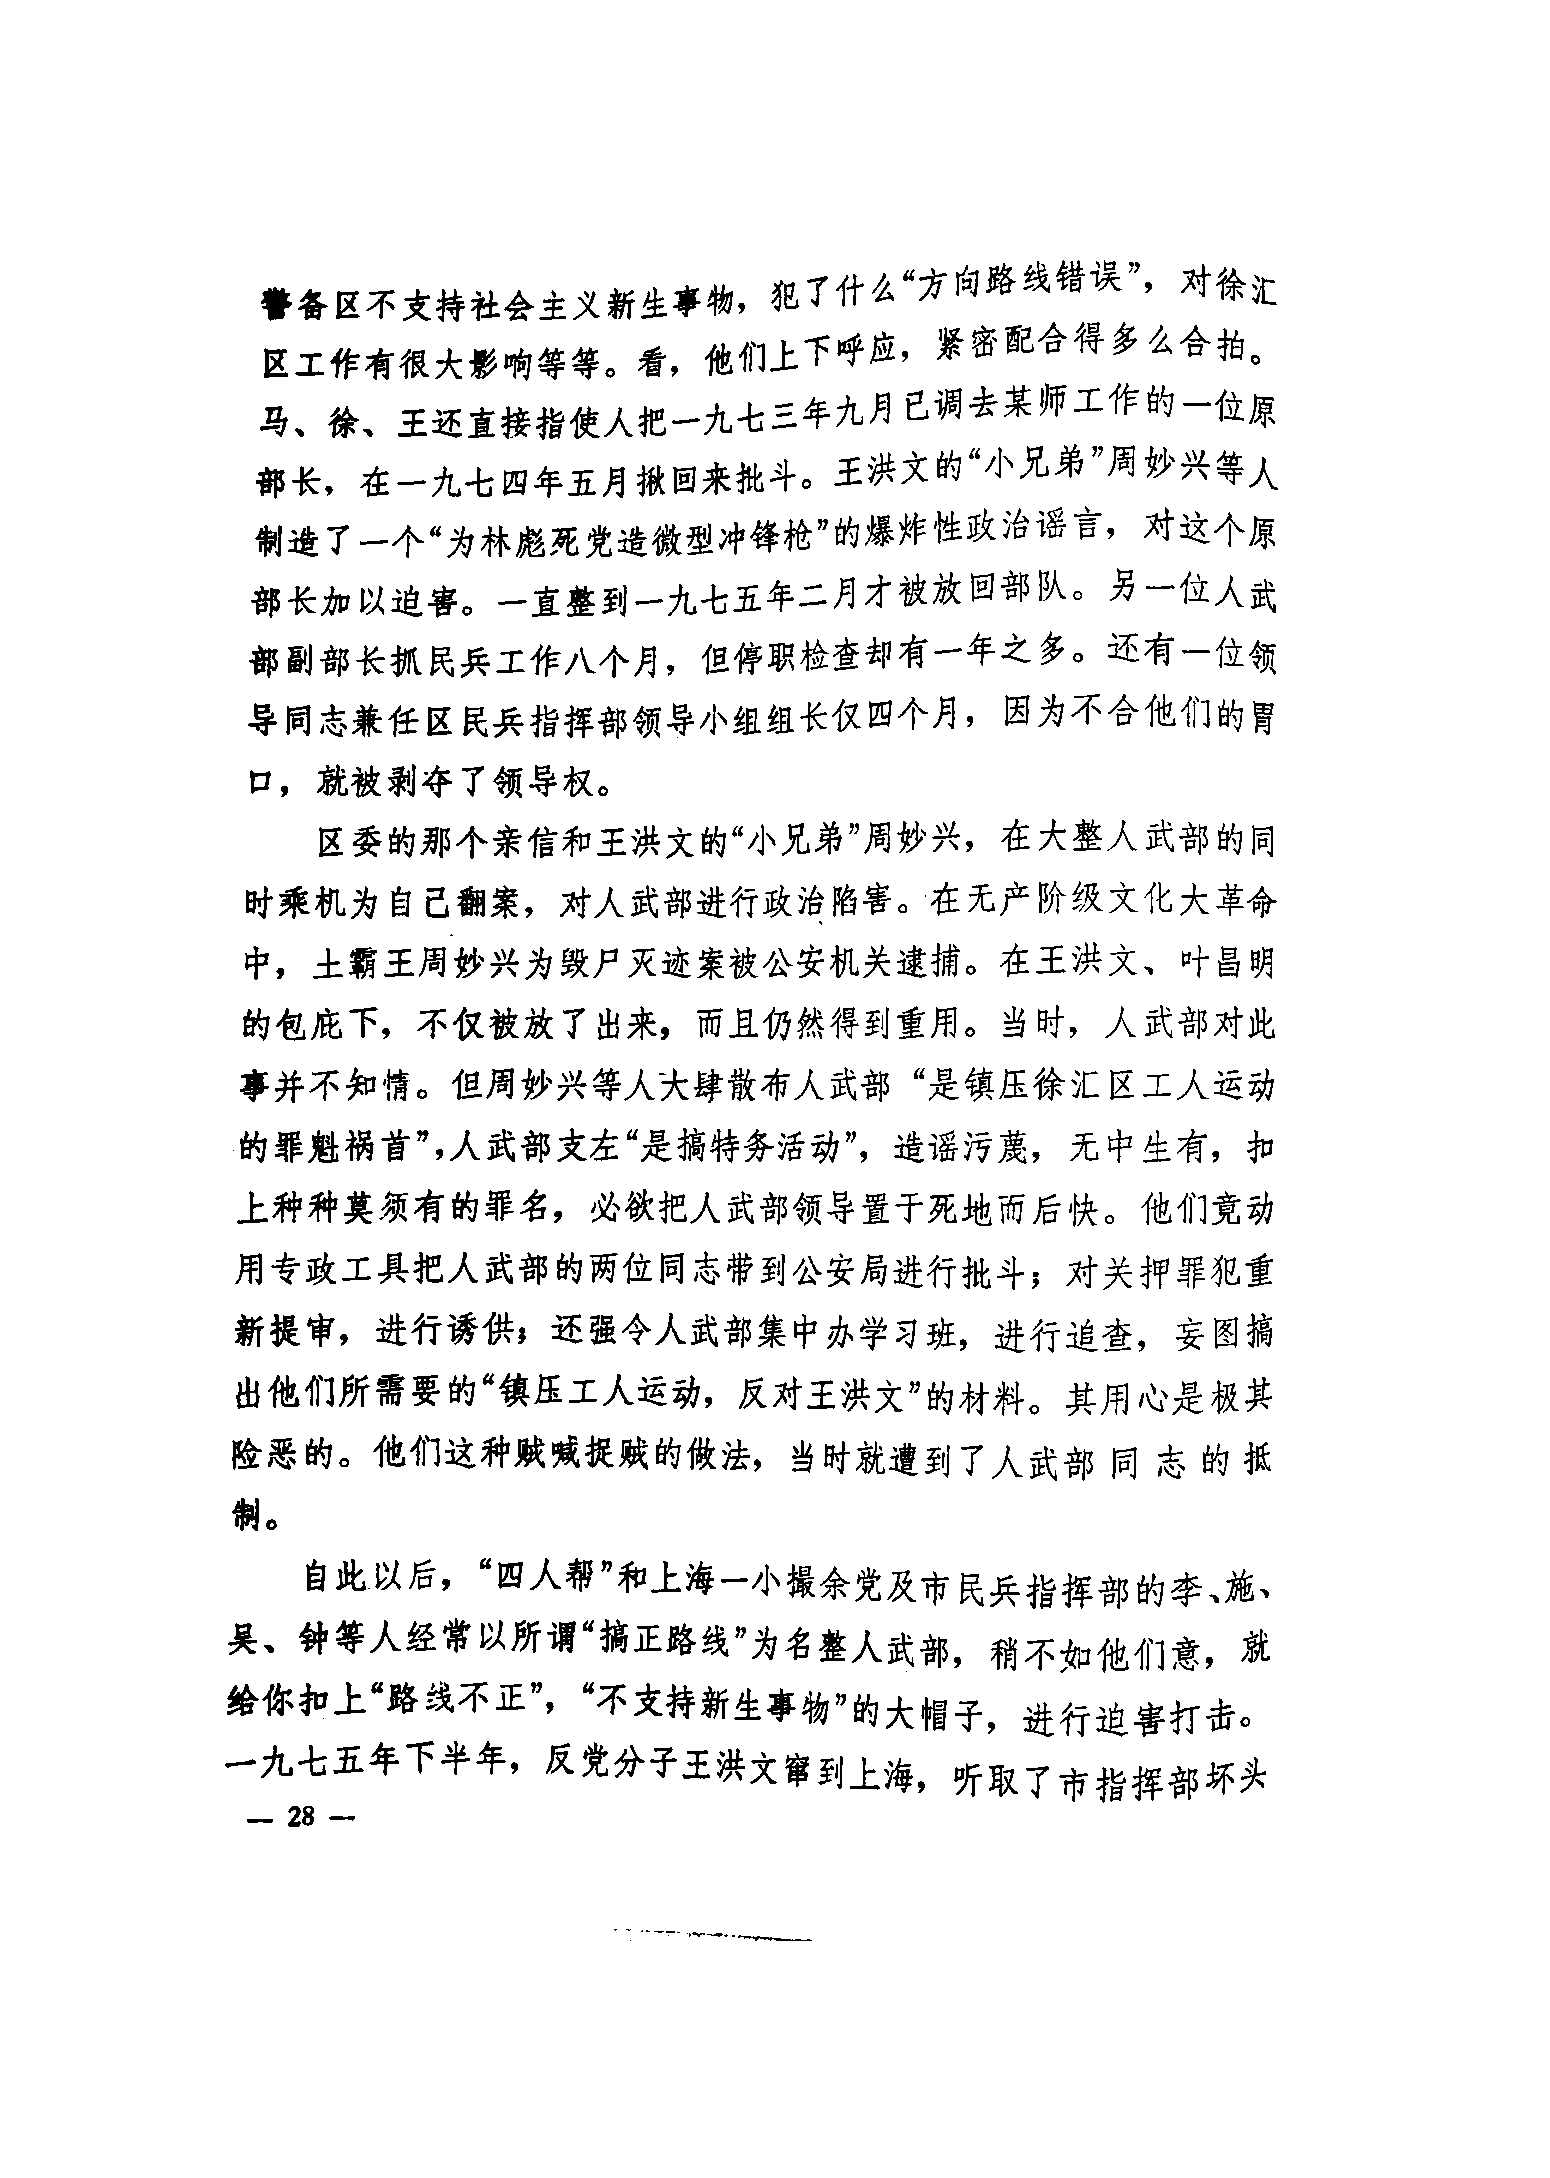 警备区不支持社会主义新生事物，犯了什么“方向路线错误”，对徐汇
区工作有很大影响等等。看，他们上下呼应，紧密配合得多么合拍。
马、徐、王还直接指使人把一九七三年九月已调去某师工作的一位原
部长，在一九七四年五月揪回来批斗。王洪文的“小兄弟”周妙兴等人
制造了一个“为林彪死党造微型冲锋枪”的爆炸性政治谣言，对这个原
部长加以迫害。一直整到一九七五年二月才被放回部队。另一位人武
部副部长抓民兵工作八个月，但停职检查却有一年之多。还有一位领
导同志兼任区民兵指挥部领导小组组长仅四个月，因为不合他们的胃
口，就被剥夺了领导权。
区委的那个亲信和王洪文的“小兄弟”周妙兴，在大整人武部的同
时乘机为自己翻案，对人武部进行政治陷害。在无产阶级文化大革命
中，土霸王周妙兴为毁尸灭迹案被公安机关逮捕。在王洪文、叶昌明
的包庇下，不仅被放了出来，而且仍然得到重用。当时，人武部对此
事并不知情。但周妙兴等人大肆散布人武部“是镇压徐汇区工人运动
的罪魁祸首”，人武部支左“是搞特务活动”，造谣污蔑，无中生有，扣
上种种莫须有的罪名，必欲把人武部领导置于死地而后快。他们竟动
用专政工具把人武部的两位同志带到公安局进行批斗；对关押罪犯重
新提审，进行诱供；还强令人武部集中办学习班，进行追查，妄图搞
出他们所需要的“镇压工人运动，反对王洪文”的材料。其用心是极其
险恶的。他们这种贼喊捉贼的做法，当时就遭到了人武部同志的抵
制。
自此以后，“四人帮”和上海一小撮余党及市民兵指挥部的李、施、
吴、钟等人经常以所谓“搞正路线”为名整人武部，稍不如他们意，就
给你扣上“路线不正”，“不支持新生事物”的大帽子，进行迫害打击。
一九七五年下半年，反党分子王洪文窜到上海，听取了市指挥部坏头
— 28 —